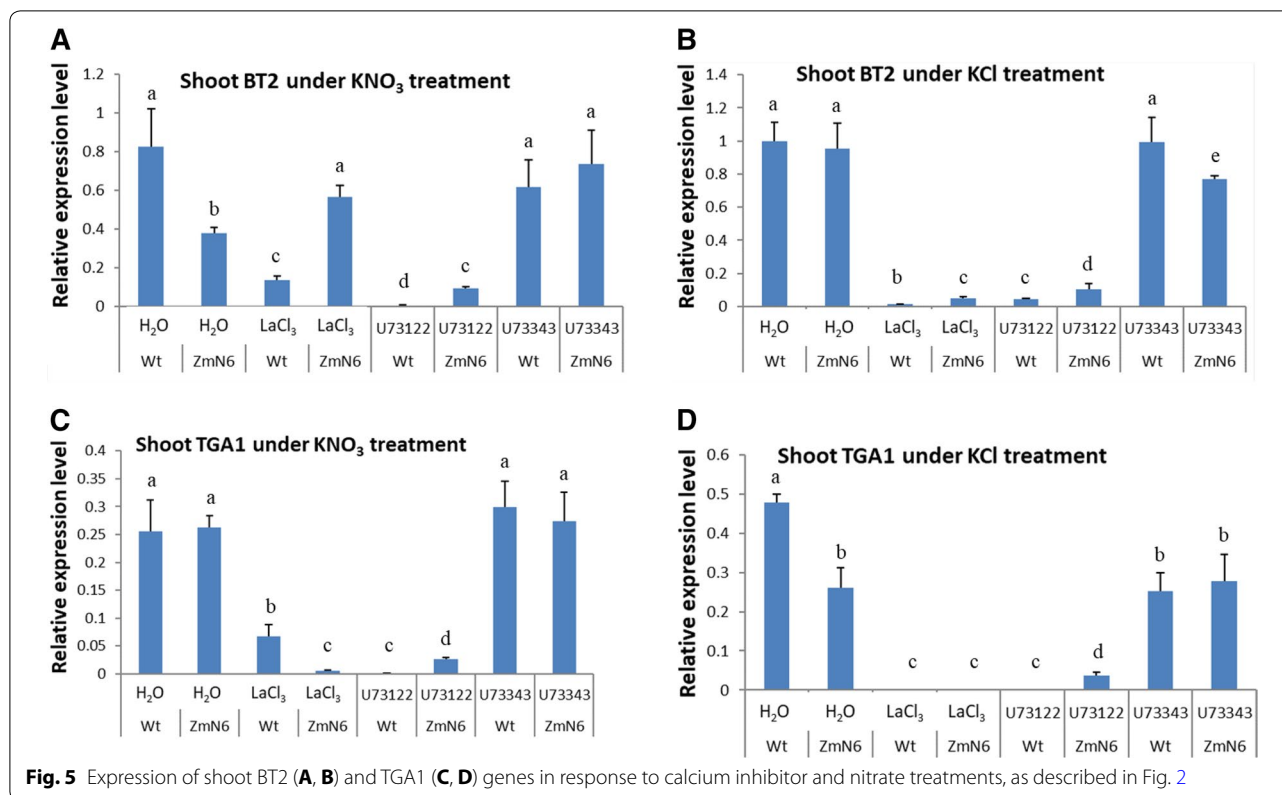 A
Shoot BT2 under KNO₃ treatment
Relative expression level
1.2
1
0.8
0.6
0.4
0.2
0
a b c a d c a a
H₂O H₂O LaCl₃ LaCl₃ U73122 U73122 U73343 U73343
Wt ZmN6 Wt ZmN6 Wt ZmN6 Wt ZmN6
B
Shoot BT2 under KCl treatment
Relative expression level
1.4
1.2
1
0.8
0.6
0.4
0.2
0
a a b c c d a e
H₂O H₂O LaCl₃ LaCl₃ U73122 U73122 U73343 U73343
Wt ZmN6 Wt ZmN6 Wt ZmN6 Wt ZmN6
C
Shoot TGA1 under KNO₃ treatment
Relative expression level
0.4
0.35
0.3
0.25
0.2
0.15
0.1
0.05
0
a a b c c d a a
H₂O H₂O LaCl₃ LaCl₃ U73122 U73122 U73343 U73343
Wt ZmN6 Wt ZmN6 Wt ZmN6 Wt ZmN6
D
Shoot TGA1 under KCl treatment
Relative expression level
0.6
0.5
0.4
0.3
0.2
0.1
0
a b c c c d b b
H₂O H₂O LaCl₃ LaCl₃ U73122 U73122 U73343 U73343
Wt ZmN6 Wt ZmN6 Wt ZmN6 Wt ZmN6
Fig. 5 Expression of shoot BT2 (A, B) and TGA1 (C, D) genes in response to calcium inhibitor and nitrate treatments, as described in Fig. 2